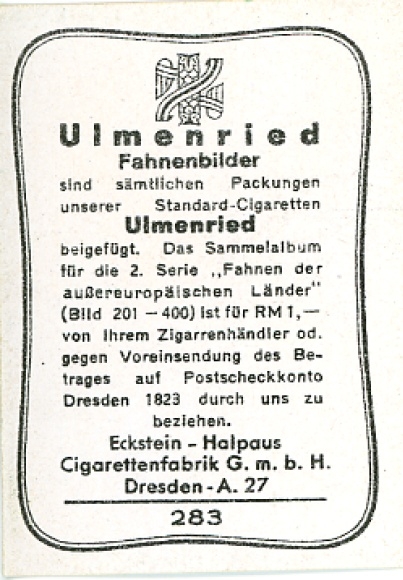 Ulmenried
Fahnenbilder
sind sämtlichen Packungen
unserer Standard-Cigaretten
Ulmenried
beigefügt. Das Sammelalbum
für die 2. Serie „Fahnen der
außereuropäischen Länder"
(Bild 201 – 400) ist für RM 1,—
von Ihrem Zigarrenhändler od.
gegen Voreinsendung des Be-
trages auf Postscheckkonto
Dresden 1823 durch uns zu
beziehen.
Eckstein - Halpaus
Cigarettenfabrik G. m. b. H.
Dresden - A. 27
283